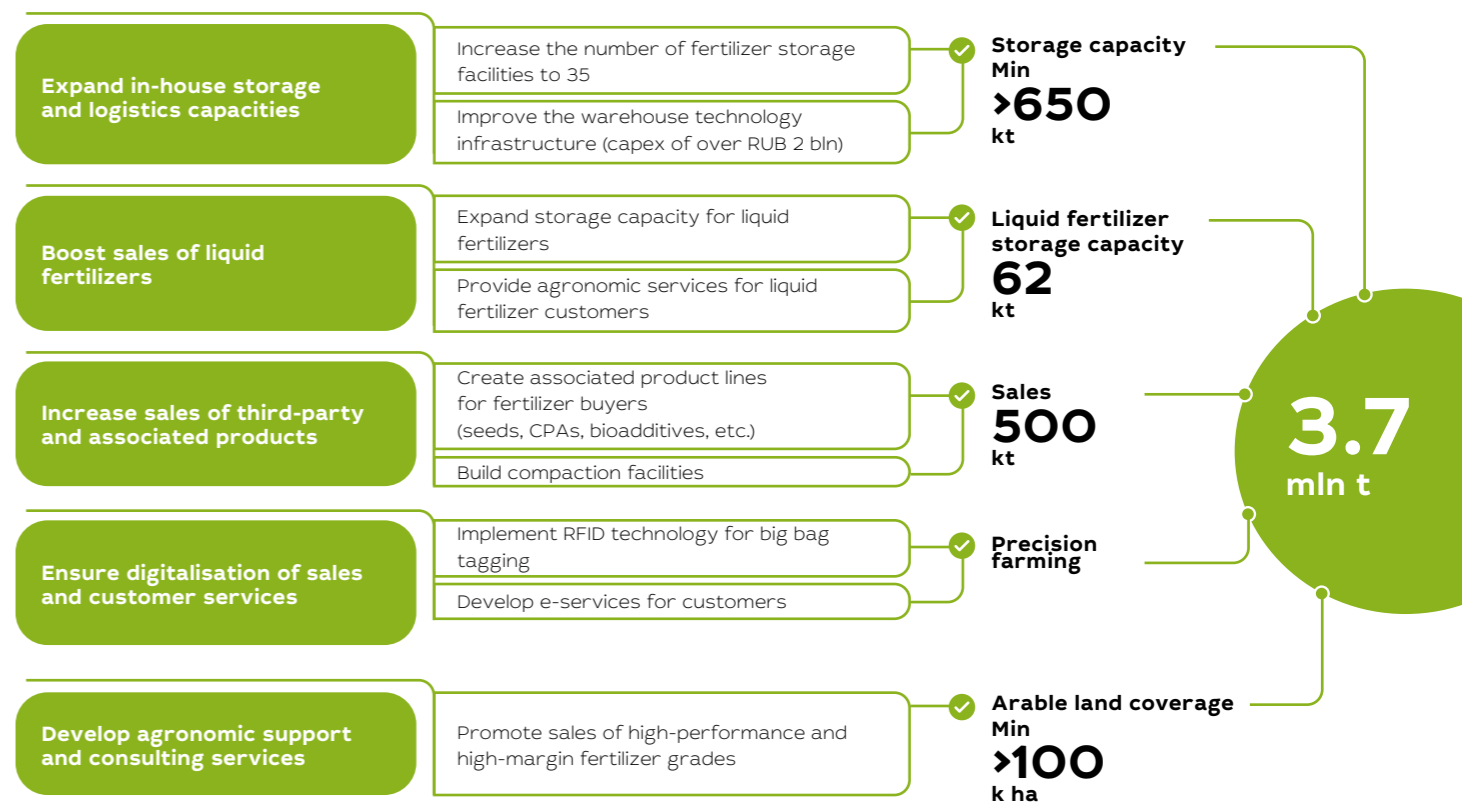 Expand in-house storage
and logistics capacities
Increase the number of fertilizer storage
facilities to 35
Improve the warehouse technology
infrastructure (capex of over RUB 2 bln)
Storage capacity
Min
>650
kt
Boost sales of liquid
fertilizers
Expand storage capacity for liquid
fertilizers
Provide agronomic services for liquid
fertilizer customers
Liquid fertilizer
storage capacity
62
kt
Increase sales of third-party
and associated products
Create associated product lines
for fertilizer buyers
(seeds, CPAs, bioadditives, etc.)
Build compaction facilities
Sales
500
kt
Ensure digitalisation of sales
and customer services
Implement RFID technology for big bag
tagging
Develop e-services for customers
Precision
farming
Develop agronomic support
and consulting services
Promote sales of high-performance and
high-margin fertilizer grades
Arable land coverage
Min
>100
k ha
3.7
mln t